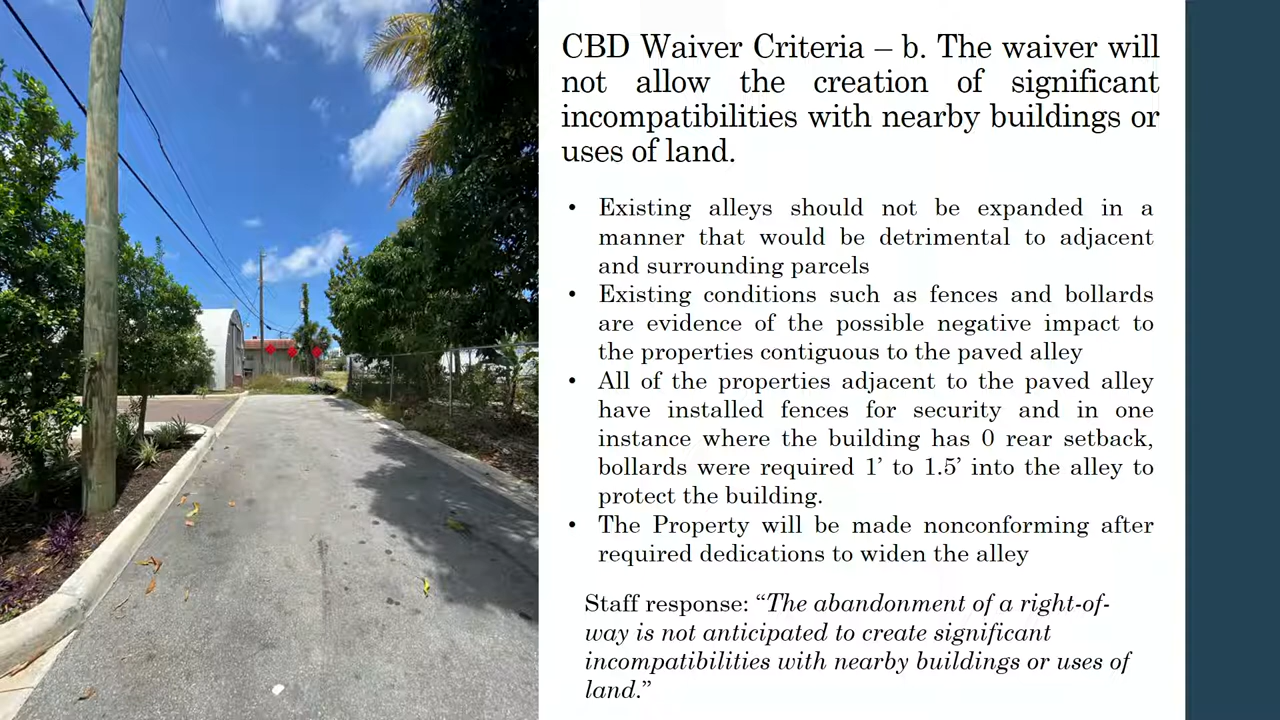 CBD Waiver Criteria – b. The waiver will
not allow the creation of significant
incompatibilities with nearby buildings or
uses of land.
• Existing alleys should not be expanded in a
manner that would be detrimental to adjacent
and surrounding parcels
• Existing conditions such as fences and bollards
are evidence of the possible negative impact to
the properties contiguous to the paved alley
• All of the properties adjacent to the paved alley
have installed fences for security and in one
instance where the building has 0 rear setback,
bollards were required 1’ to 1.5’ into the alley to
protect the building.
• The Property will be made nonconforming after
required dedications to widen the alley
Staff response: “The abandonment of a right-of-
way is not anticipated to create significant
incompatibilities with nearby buildings or uses of
land.”